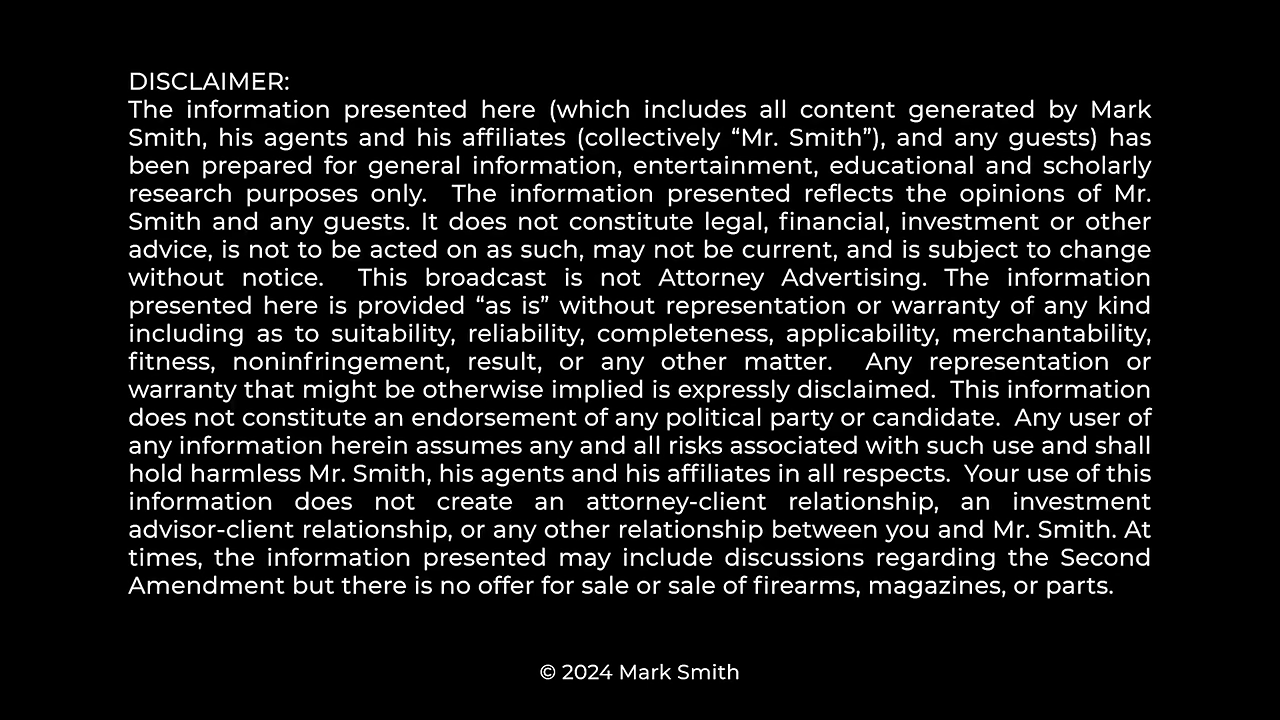 DISCLAIMER:
The information presented here (which includes all content generated by Mark
Smith, his agents and his affiliates (collectively “Mr. Smith”), and any guests) has
been prepared for general information, entertainment, educational and scholarly
research purposes only.  The information presented reflects the opinions of Mr.
Smith and any guests. It does not constitute legal, financial, investment or other
advice, is not to be acted on as such, may not be current, and is subject to change
without notice.  This broadcast is not Attorney Advertising. The information
presented here is provided “as is” without representation or warranty of any kind
including as to suitability, reliability, completeness, applicability, merchantability,
fitness, noninfringement, result, or any other matter.  Any representation or
warranty that might be otherwise implied is expressly disclaimed.  This information
does not constitute an endorsement of any political party or candidate.  Any user of
any information herein assumes any and all risks associated with such use and shall
hold harmless Mr. Smith, his agents and his affiliates in all respects.  Your use of this
information does not create an attorney-client relationship, an investment
advisor-client relationship, or any other relationship between you and Mr. Smith. At
times, the information presented may include discussions regarding the Second
Amendment but there is no offer for sale or sale of firearms, magazines, or parts.
© 2024 Mark Smith